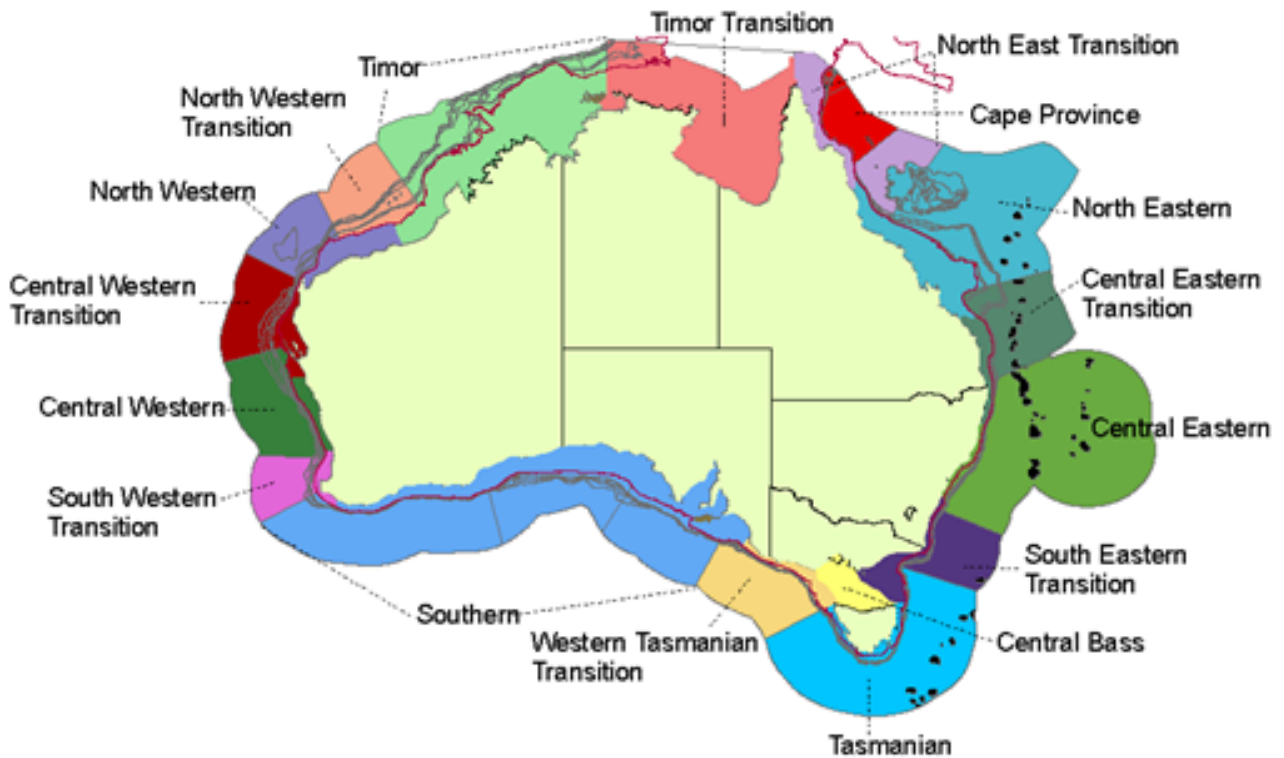 Timor Transition
North East Transition
Timor
North Western
Transition
Cape Province
North Western
North Eastern
Central Western
Transition
Central Eastern
Transition
Central Western
Central Eastern
South Western
Transition
South Eastern
Transition
Southern
Western Tasmanian
Transition
Central Bass
Tasmanian